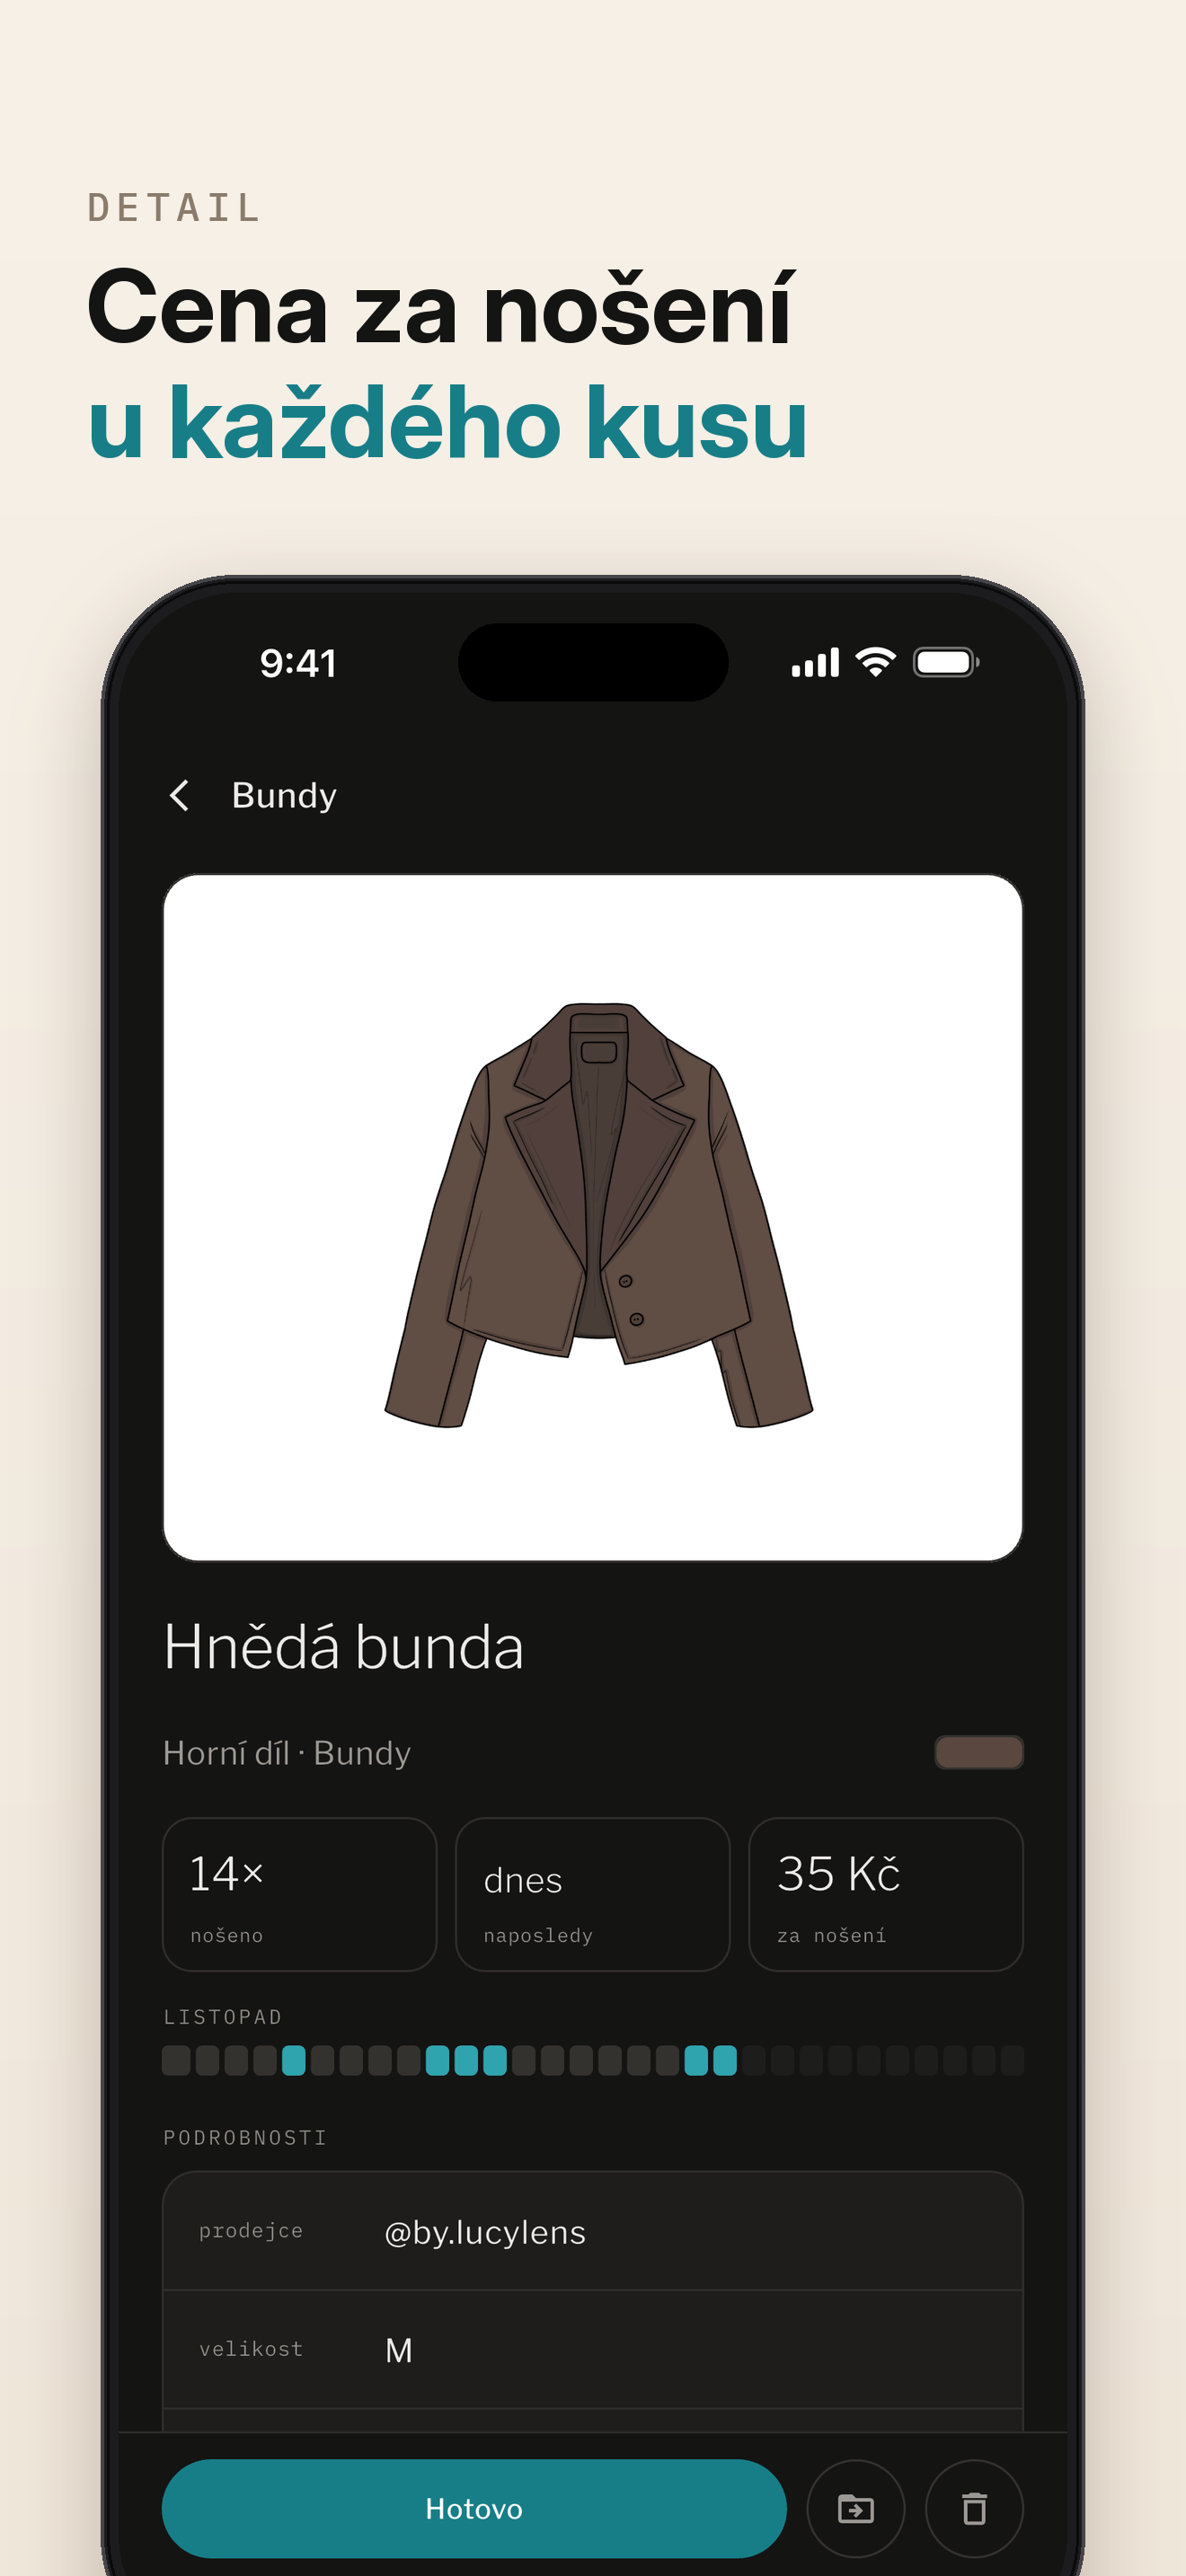 DETAIL
Cena za nošení
u každého kusu
9:41
Bundy
Hnědá bunda
Horní díl · Bundy
14×
nošeno
dnes
naposledy
35 Kč
za nošení
LISTOPAD
PODROBNOSTI
prodejce @by.lucylens
velikost M
Hotovo